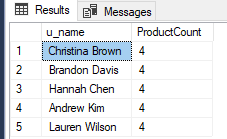 Results Messages
u_name ProductCount
1 Christina Brown 4
2 Brandon Davis 4
3 Hannah Chen 4
4 Andrew Kim 4
5 Lauren Wilson 4